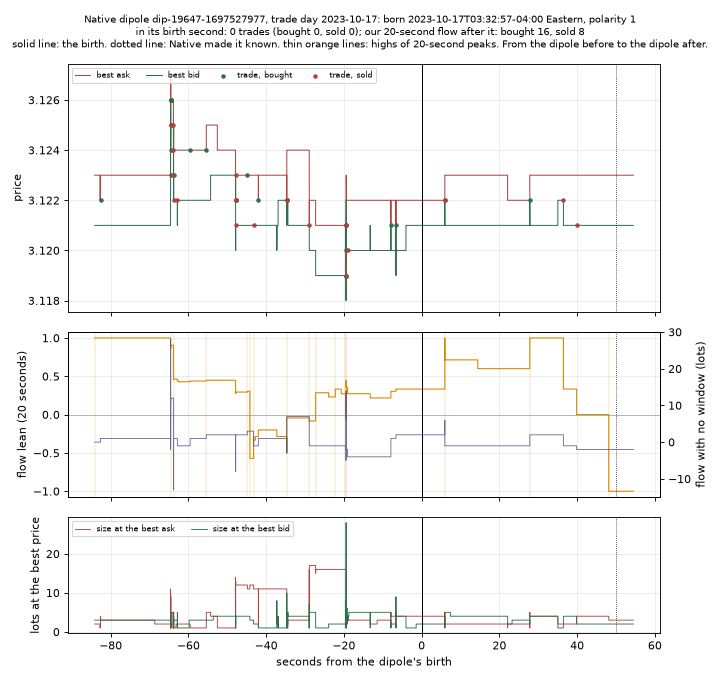 Native dipole dip-19647-1697527977, trade day 2023-10-17: born 2023-10-17T03:32:57-04:00 Eastern, polarity 1
in its birth second: 0 trades (bought 0, sold 0); our 20-second flow after it: bought 16, sold 8
solid line: the birth. dotted line: Native made it known. thin orange lines: highs of 20-second peaks. From the dipole before to the dipole after.
best ask
best bid
trade, bought
trade, sold
3.126
3.124
3.122
3.120
3.118
price
1.0
0.5
0.0
−0.5
−1.0
flow lean (20 seconds)
30
20
10
0
−10
flow with no window (lots)
size at the best ask
size at the best bid
20
10
0
lots at the best price
−80
−60
−40
−20
0
20
40
60
seconds from the dipole's birth